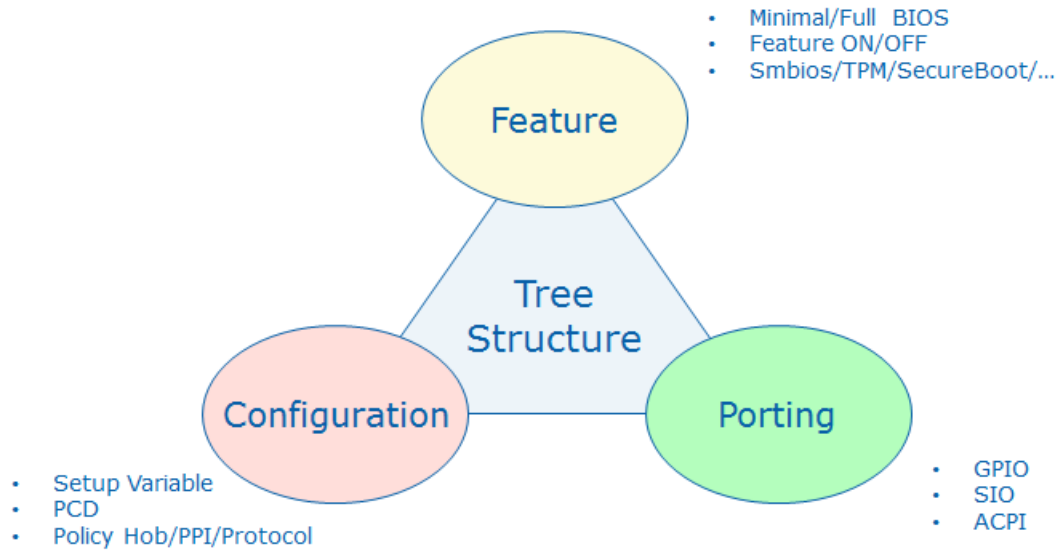 • Minimal/Full BIOS
• Feature ON/OFF
• Smbios/TPM/SecureBoot/...
Feature
Tree
Structure
Configuration
Porting
• Setup Variable
• PCD
• Policy Hob/PPI/Protocol
• GPIO
• SIO
• ACPI